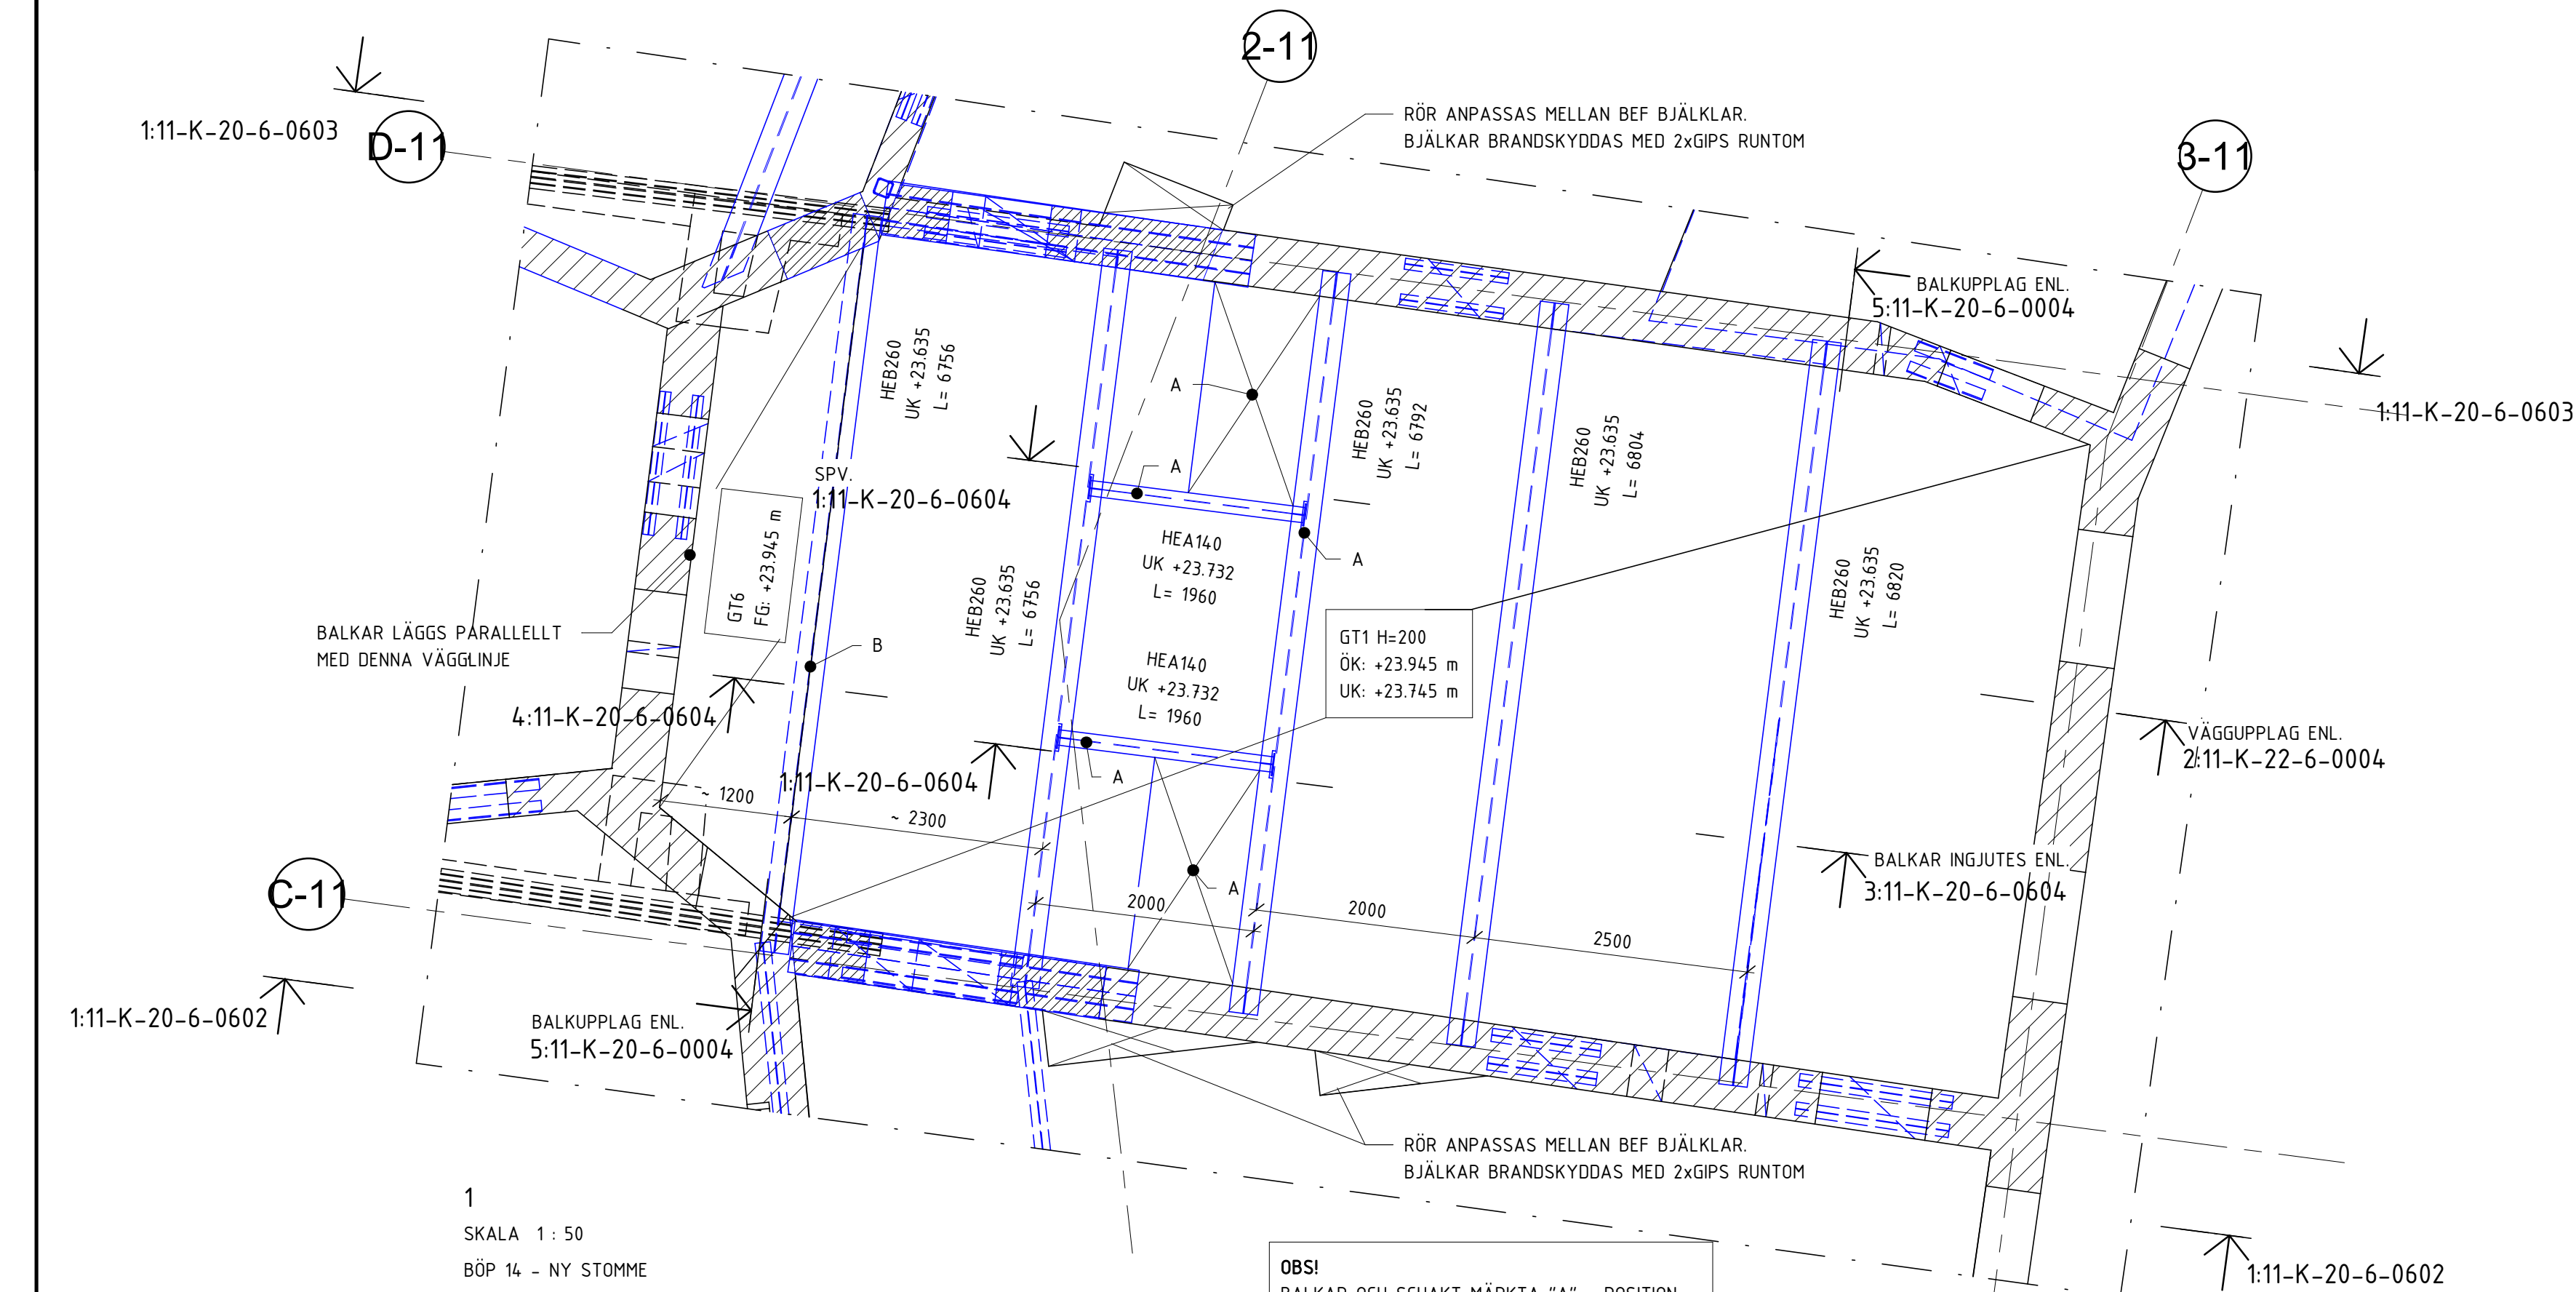 2-11
1:11-K-20-6-0603
D-11
RÖR ANPASSAS MELLAN BEF BJÄLKLAR.
BJÄLKAR BRANDSKYDDAS MED 2xGIPS RUNTOM
3-11
BALKUPPLAG ENL.
5:11-K-20-6-0004
1:11-K-20-6-0603
HEB260
UK +23.635
L= 6756
A
A
A
HEB260
UK +23.635
L= 6792
HEB260
UK +23.635
L= 6804
SPV.
1:11-K-20-6-0604
GT6
FG: +23.945 m
HEA140
UK +23.732
L= 1960
HEB260
UK +23.635
L= 6756
HEB260
UK +23.635
L= 6820
BALKAR LÄGGS PARALLELLT
MED DENNA VÄGGLINJE
B
GT1 H=200
ÖK: +23.945 m
UK: +23.745 m
HEA140
UK +23.732
L= 1960
4:11-K-20-6-0604
VÄGGUPPLAG ENL.
2:11-K-22-6-0004
1:11-K-20-6-0604
A
~ 1200
~ 2300
BALKAR INGJUTES ENL.
3:11-K-20-6-0604
C-11
A
2000
2000
2500
1:11-K-20-6-0602
BALKUPPLAG ENL.
5:11-K-20-6-0004
RÖR ANPASSAS MELLAN BEF BJÄLKLAR.
BJÄLKAR BRANDSKYDDAS MED 2xGIPS RUNTOM
1
SKALA 1 : 50
BÖP 14 - NY STOMME
OBS!
BALKAR OCH SCHAKT MÄRKTA "A" - POSITION
1:11-K-20-6-0602